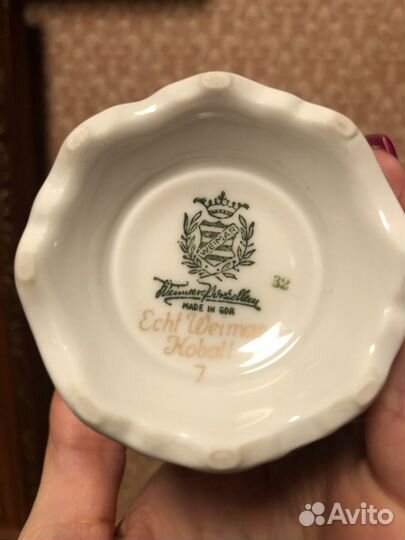 WEIMAR
Weimar Porzellan
MADE IN GDR
32
Echt Weimar
Kobalt
7
Avito